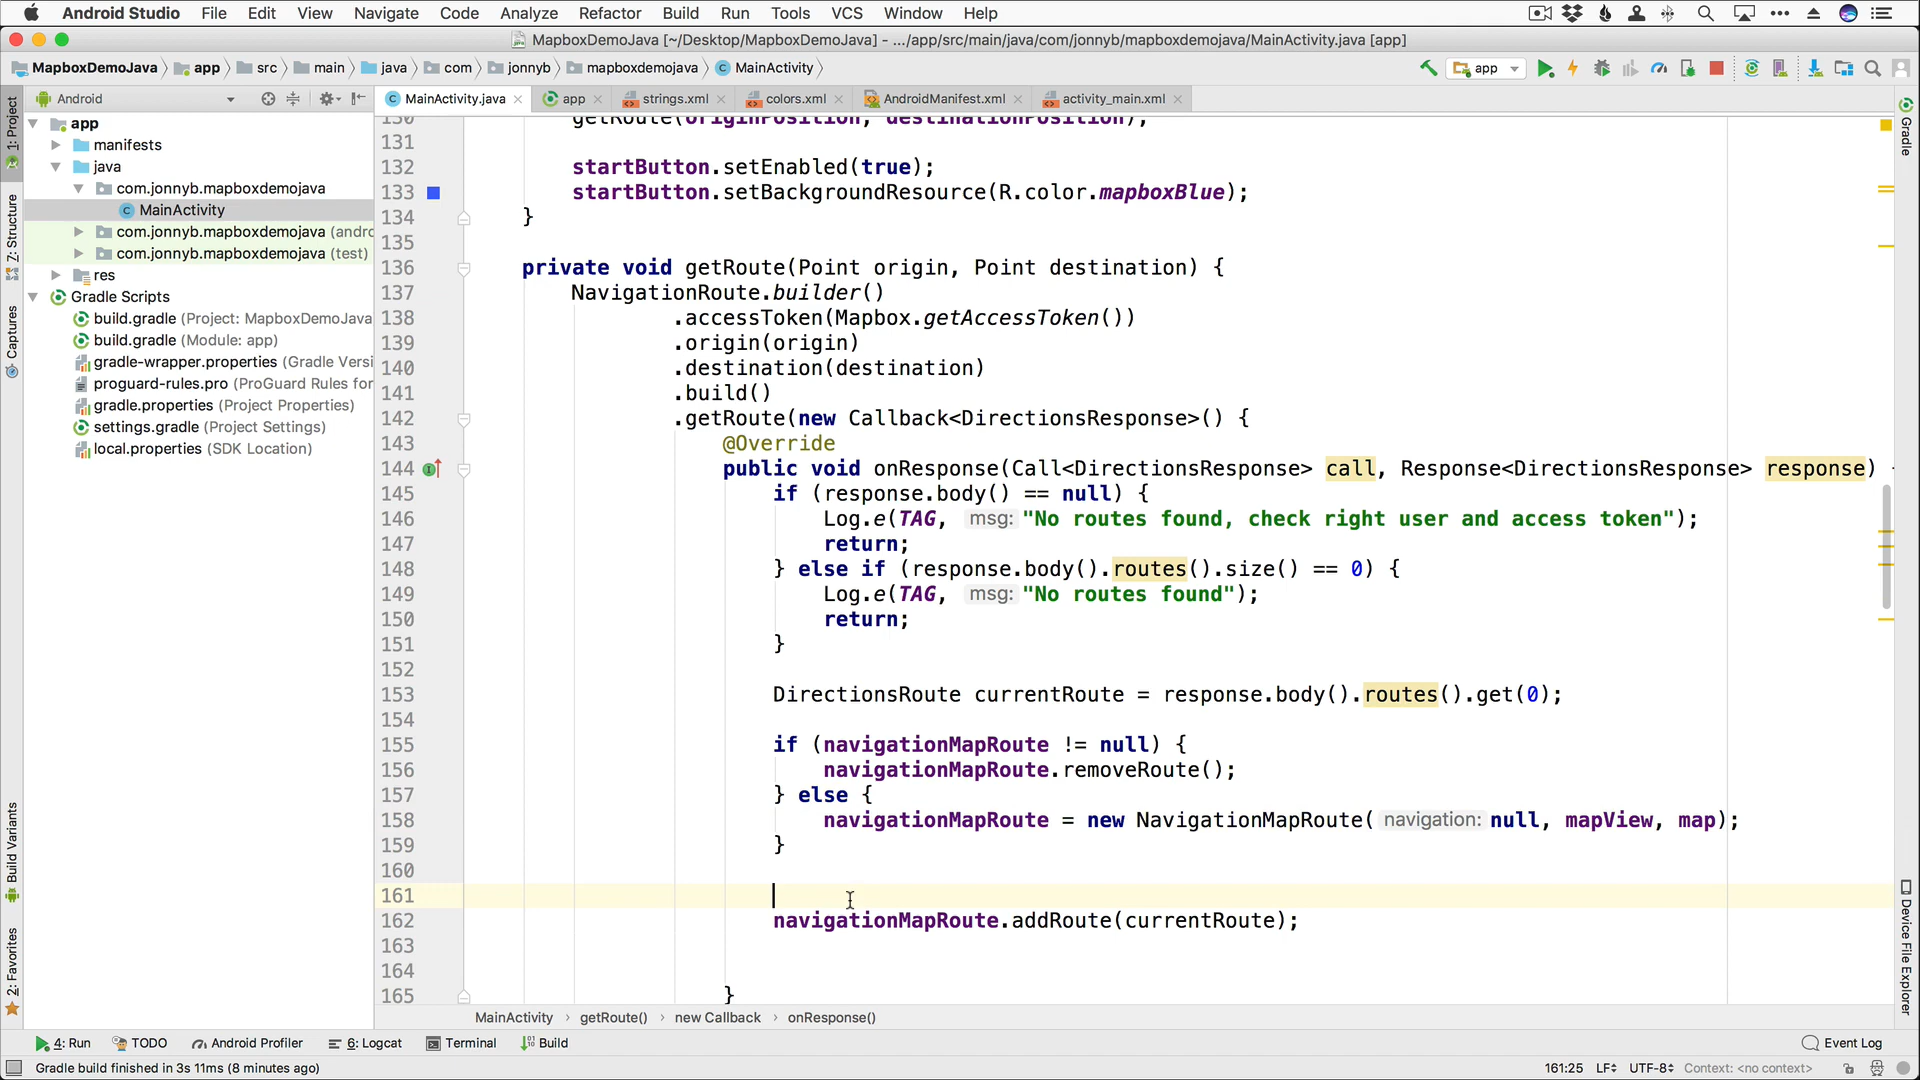 Android Studio File Edit View Navigate Code Analyze Refactor Build Run Tools VCS Window Help
MapboxDemoJava [~/Desktop/MapboxDemoJava] - .../app/src/main/java/com/jonnyb/mapboxdemojava/MainActivity.java [app]
MapboxDemoJava app src main java com jonnyb mapboxdemojava MainActivity app
Android
MainActivity.java app strings.xml colors.xml AndroidManifest.xml activity_main.xml
1: Project
Z: Structure
Captures
Build Variants
2: Favorites
app
manifests
java
com.jonnyb.mapboxdemojava
MainActivity
com.jonnyb.mapboxdemojava (andro
com.jonnyb.mapboxdemojava (test)
res
Gradle Scripts
build.gradle (Project: MapboxDemoJava
build.gradle (Module: app)
gradle-wrapper.properties (Gradle Versi
proguard-rules.pro (ProGuard Rules for
gradle.properties (Project Properties)
settings.gradle (Project Settings)
local.properties (SDK Location)
130 getRoute(originPosition, destinationPosition);
131
132 startButton.setEnabled(true);
133 startButton.setBackgroundResource(R.color.mapboxBlue);
134 }
135
136 private void getRoute(Point origin, Point destination) {
137 NavigationRoute.builder()
138 .accessToken(Mapbox.getAccessToken())
139 .origin(origin)
140 .destination(destination)
141 .build()
142 .getRoute(new Callback<DirectionsResponse>() {
143 @Override
144 public void onResponse(Call<DirectionsResponse> call, Response<DirectionsResponse> response) {
145 if (response.body() == null) {
146 Log.e(TAG, msg: "No routes found, check right user and access token");
147 return;
148 } else if (response.body().routes().size() == 0) {
149 Log.e(TAG, msg: "No routes found");
150 return;
151 }
152
153 DirectionsRoute currentRoute = response.body().routes().get(0);
154
155 if (navigationMapRoute != null) {
156 navigationMapRoute.removeRoute();
157 } else {
158 navigationMapRoute = new NavigationMapRoute( navigation: null, mapView, map);
159 }
160
161
162 navigationMapRoute.addRoute(currentRoute);
163
164
165 }
MainActivity getRoute() new Callback onResponse()
Gradle
Device File Explorer
4: Run TODO Android Profiler 6: Logcat Terminal Build Event Log
Gradle build finished in 3s 11ms (8 minutes ago) 161:25 LF UTF-8 Context: <no context>